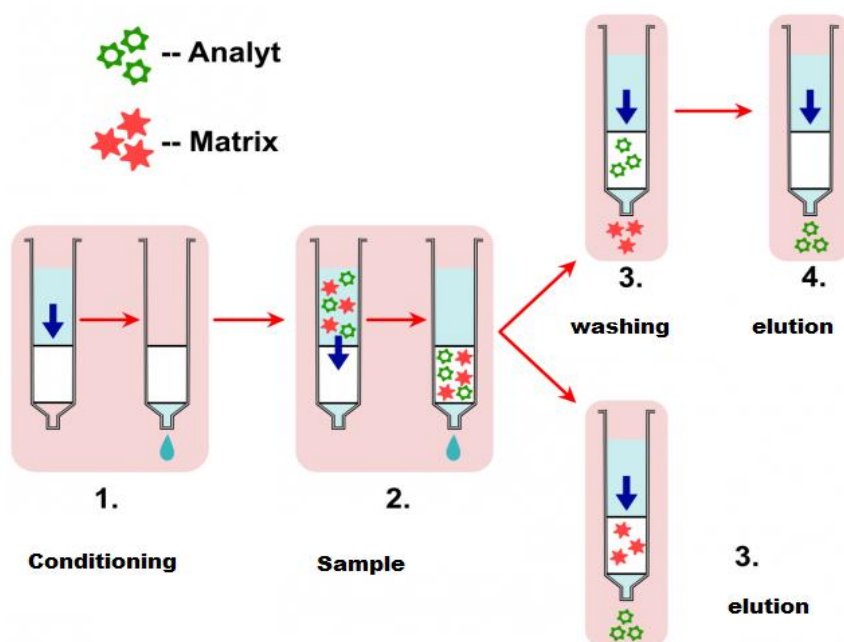 -- Analyt
-- Matrix
1.
Conditioning
2.
Sample
3.
washing
4.
elution
3.
elution